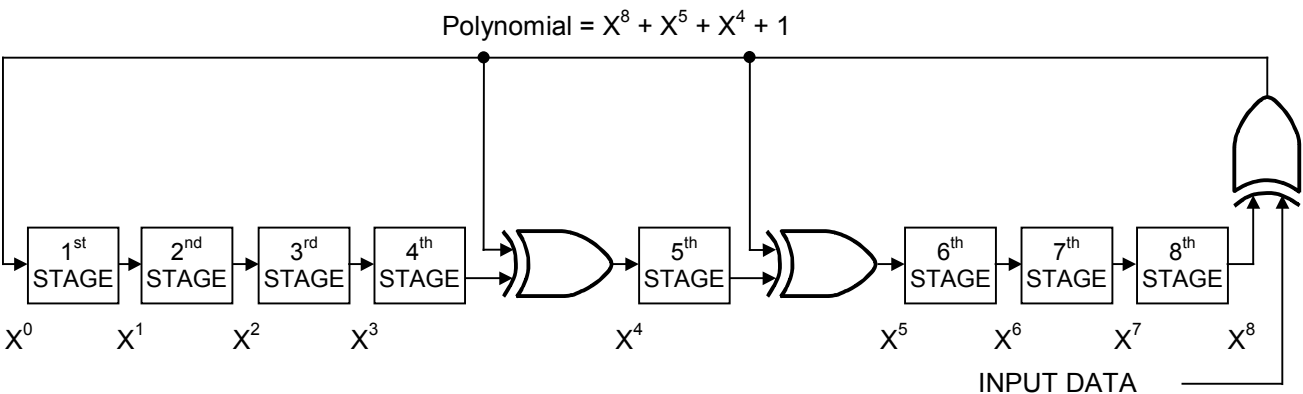 Polynomial = X⁸ + X⁵ + X⁴ + 1
1st STAGE
2nd STAGE
3rd STAGE
4th STAGE
5th STAGE
6th STAGE
7th STAGE
8th STAGE
X⁰ X¹ X² X³ X⁴ X⁵ X⁶ X⁷ X⁸
INPUT DATA